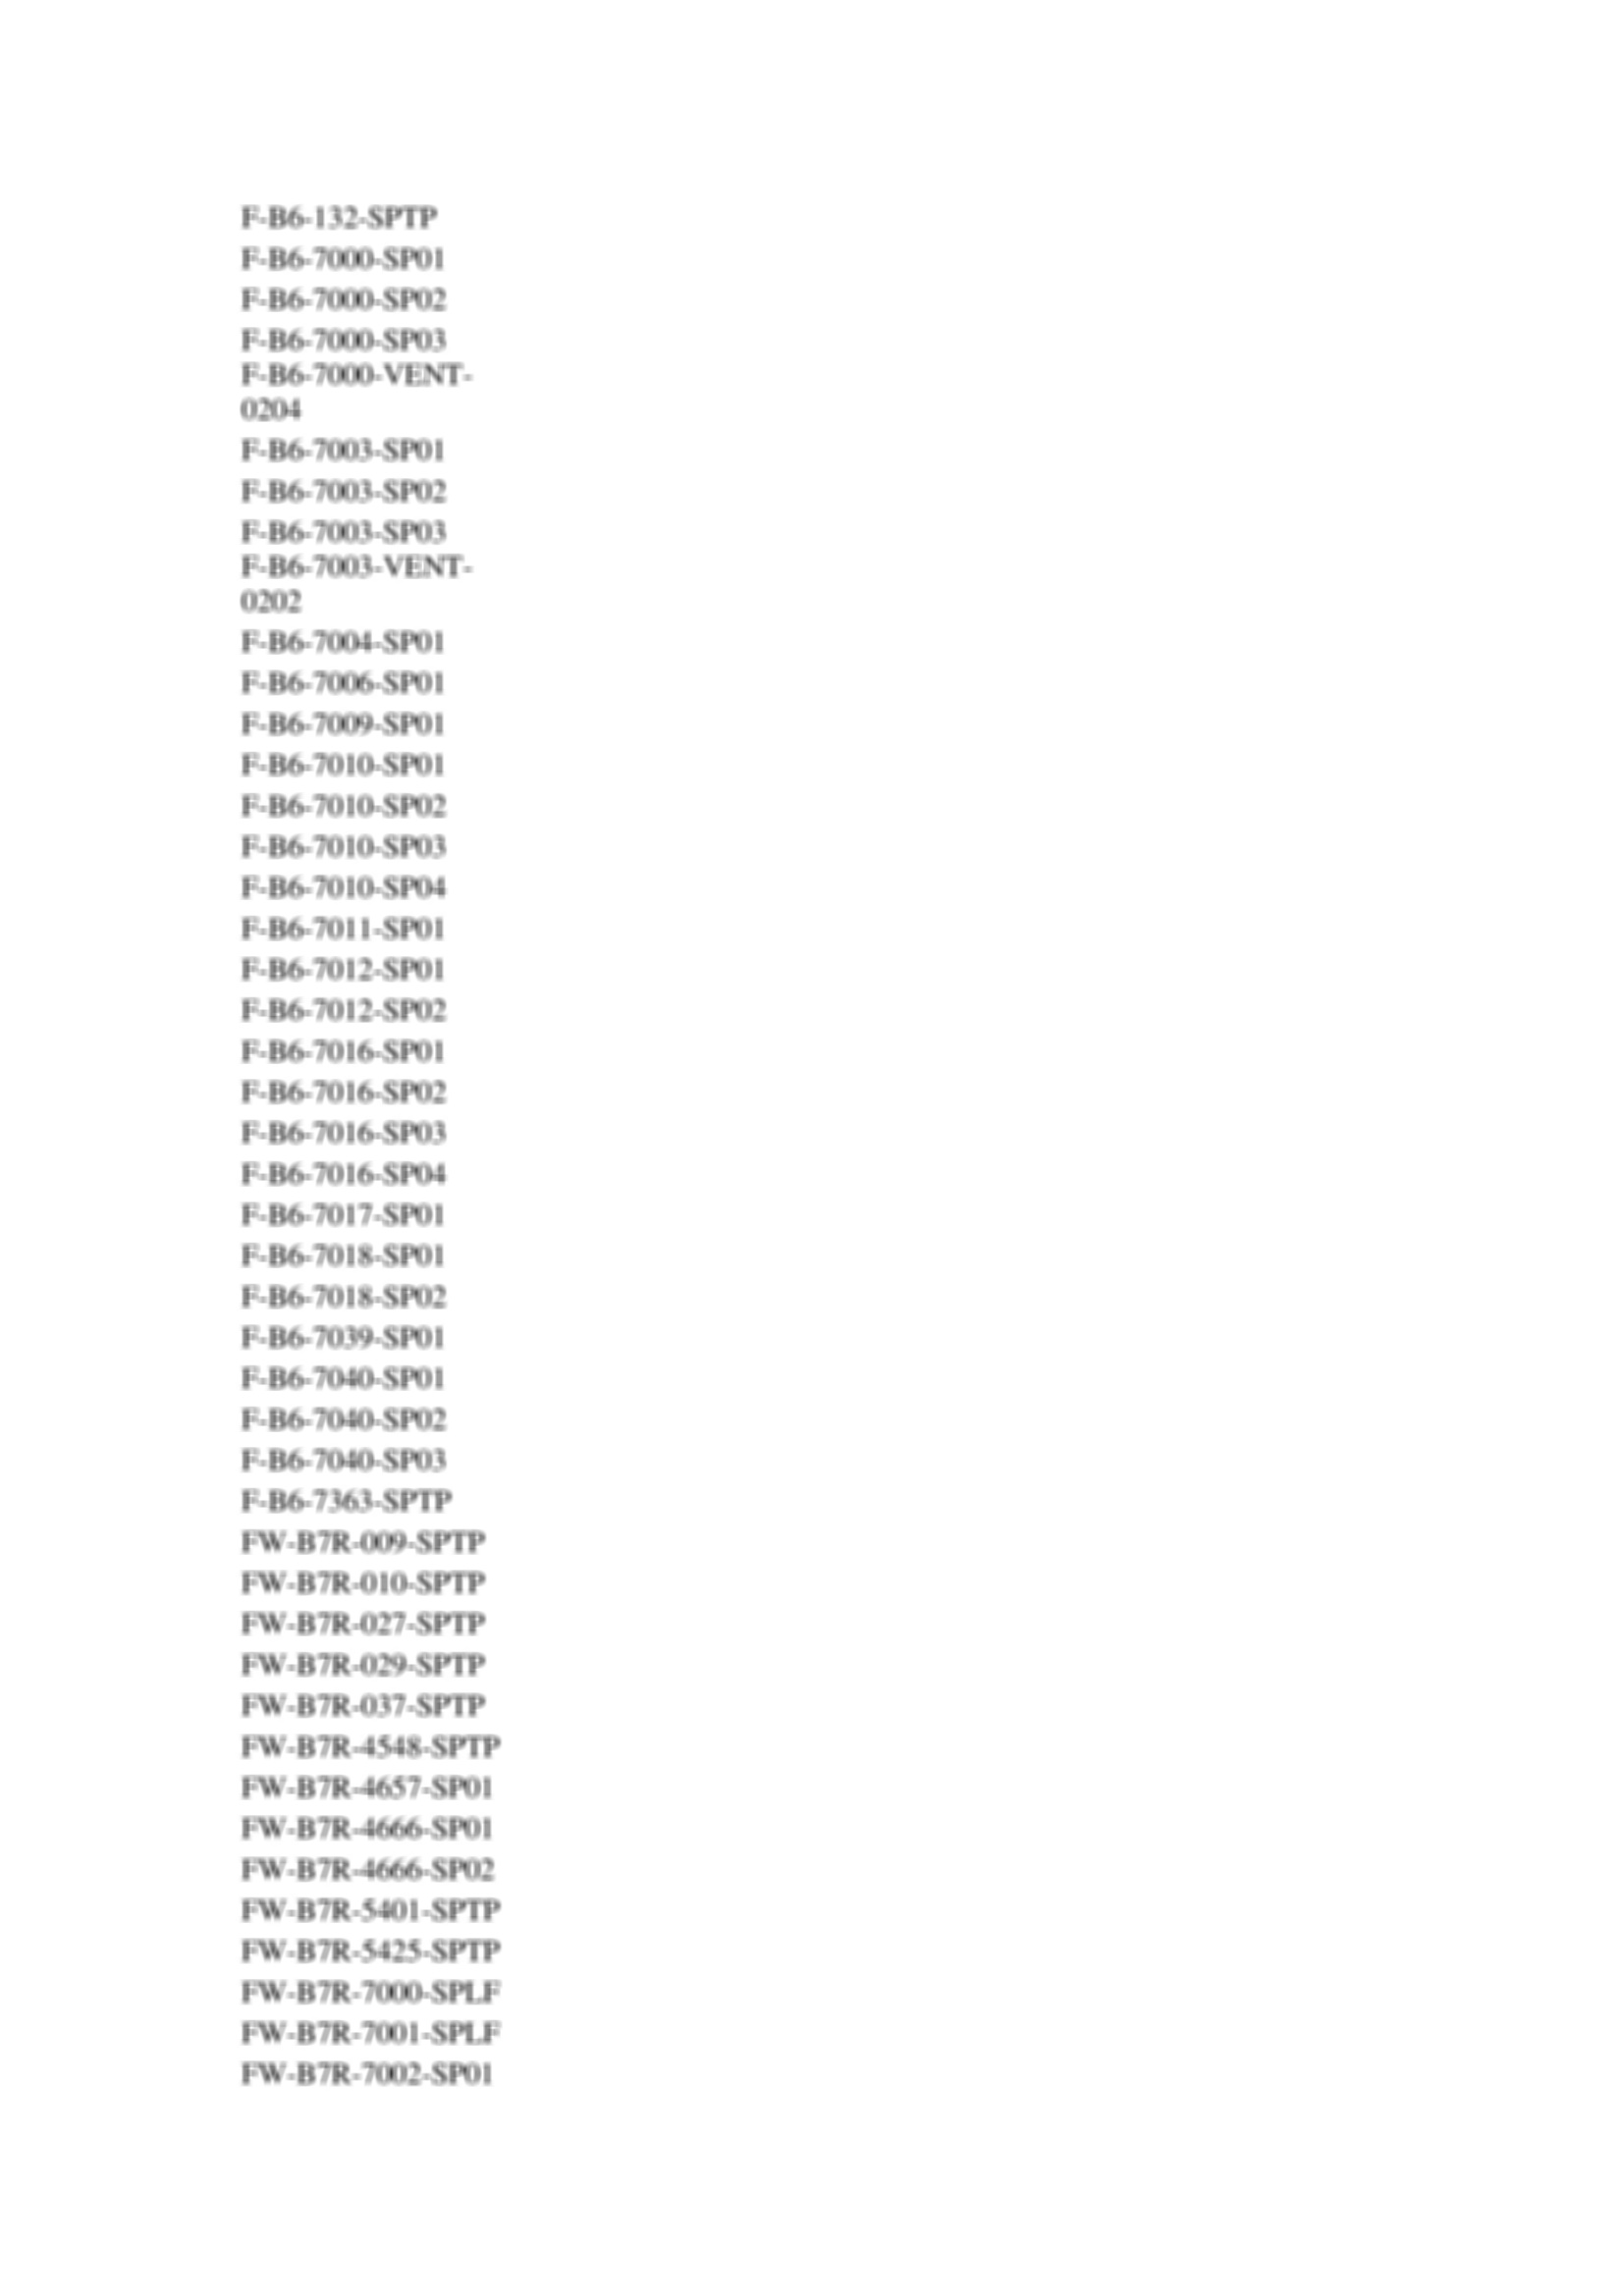 F-B6-132-SPTP
F-B6-7000-SP01
F-B6-7000-SP02
F-B6-7000-SP03
F-B6-7000-VENT-
0204
F-B6-7003-SP01
F-B6-7003-SP02
F-B6-7003-SP03
F-B6-7003-VENT-
0202
F-B6-7004-SP01
F-B6-7006-SP01
F-B6-7009-SP01
F-B6-7010-SP01
F-B6-7010-SP02
F-B6-7010-SP03
F-B6-7010-SP04
F-B6-7011-SP01
F-B6-7012-SP01
F-B6-7012-SP02
F-B6-7016-SP01
F-B6-7016-SP02
F-B6-7016-SP03
F-B6-7016-SP04
F-B6-7017-SP01
F-B6-7018-SP01
F-B6-7018-SP02
F-B6-7039-SP01
F-B6-7040-SP01
F-B6-7040-SP02
F-B6-7040-SP03
F-B6-7363-SPTP
FW-B7R-009-SPTP
FW-B7R-010-SPTP
FW-B7R-027-SPTP
FW-B7R-029-SPTP
FW-B7R-037-SPTP
FW-B7R-4548-SPTP
FW-B7R-4657-SP01
FW-B7R-4666-SP01
FW-B7R-4666-SP02
FW-B7R-5401-SPTP
FW-B7R-5425-SPTP
FW-B7R-7000-SPLF
FW-B7R-7001-SPLF
FW-B7R-7002-SP01